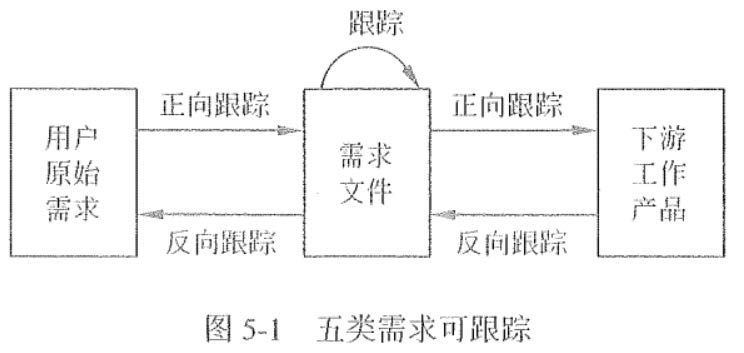 跟踪
正向跟踪
正向跟踪
用户
原始
需求
需求
文件
下游
工作
产品
反向跟踪
反向跟踪
图 5-1 五类需求可跟踪